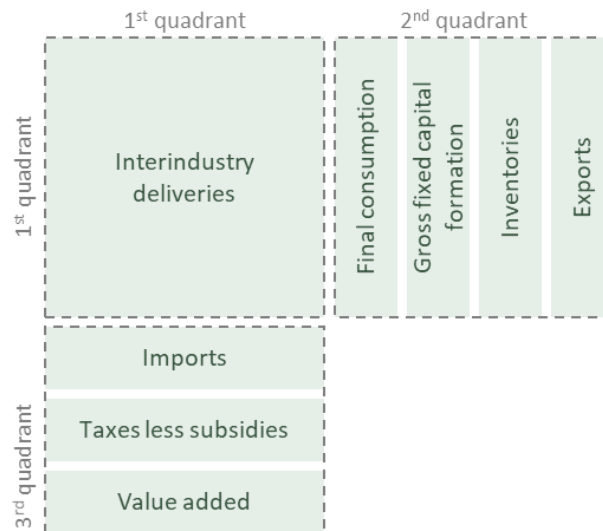 1st quadrant
2nd quadrant
1st quadrant
Interindustry
deliveries
Final consumption
Gross fixed capital
formation
Inventories
Exports
3rd quadrant
Imports
Taxes less subsidies
Value added